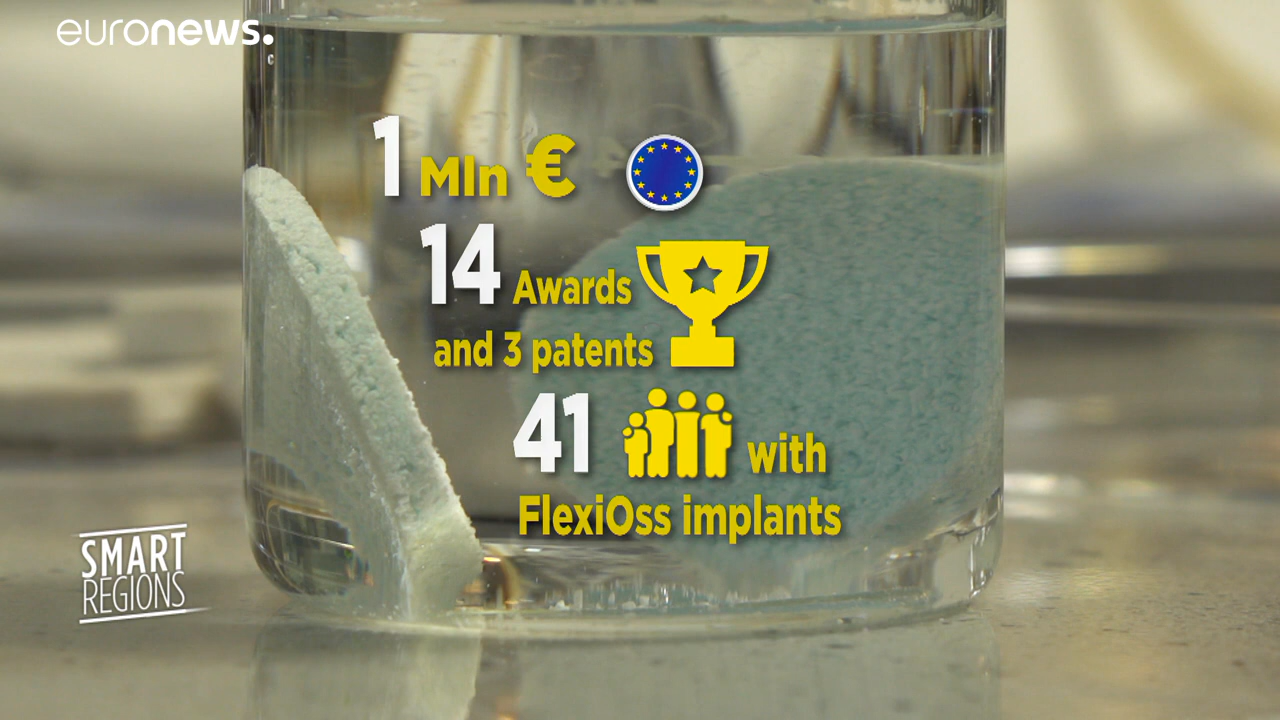 euronews.
1 Mln €
14 Awards
and 3 patents
41 with
FlexiOss implants
SMART
REGIONS